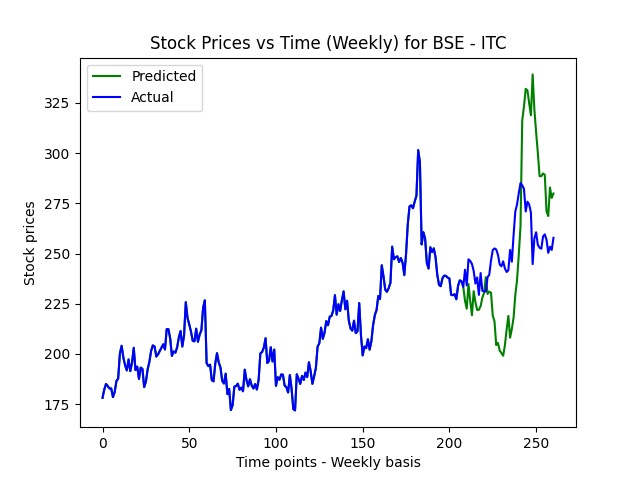 Stock Prices vs Time (Weekly) for BSE - ITC
Predicted
Actual
Stock prices
325
300
275
250
225
200
175
0 50 100 150 200 250
Time points - Weekly basis